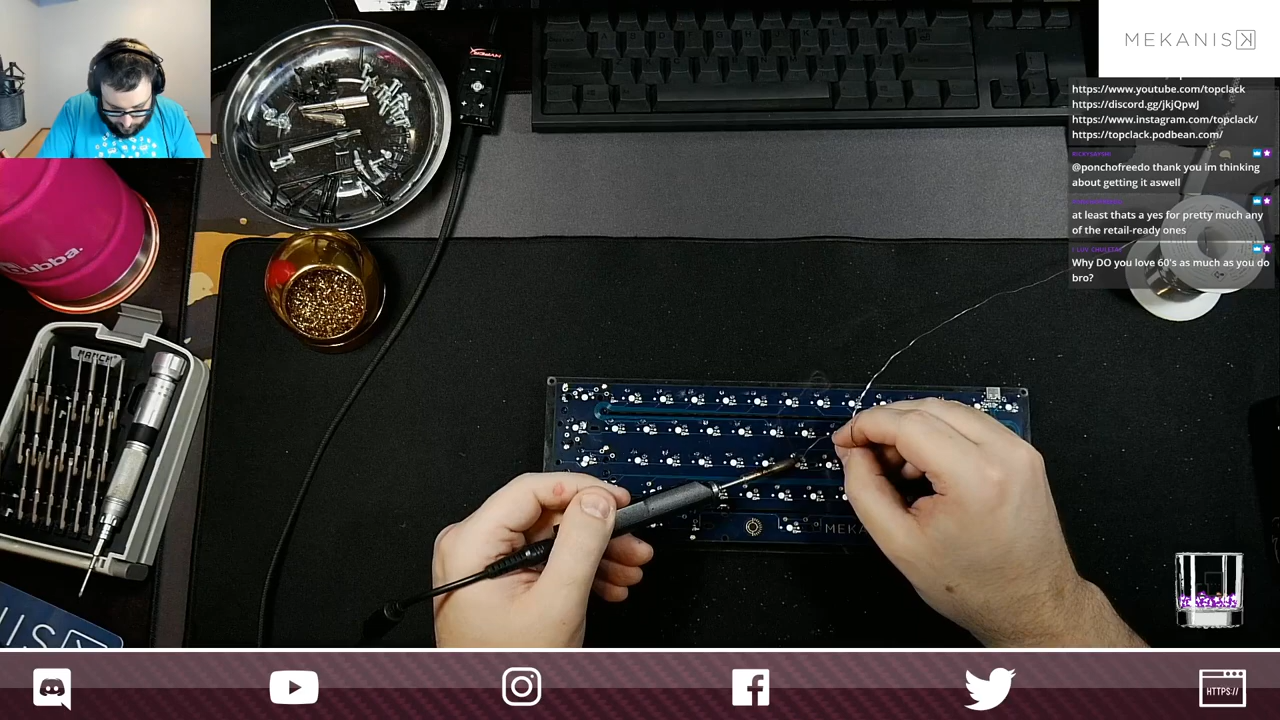 MEKANISK
https://www.youtube.com/topclack
https://discord.gg/jkjQpwJ
https://www.instagram.com/topclack/
https://topclack.podbean.com/
@ponchofreedo thank you im thinking
about getting it aswell
at least thats a yes for pretty much any
of the retail-ready ones
Why DO you love 60's as much as you do
bro?
Bubba.
MEKA
NIS
HTTPS://